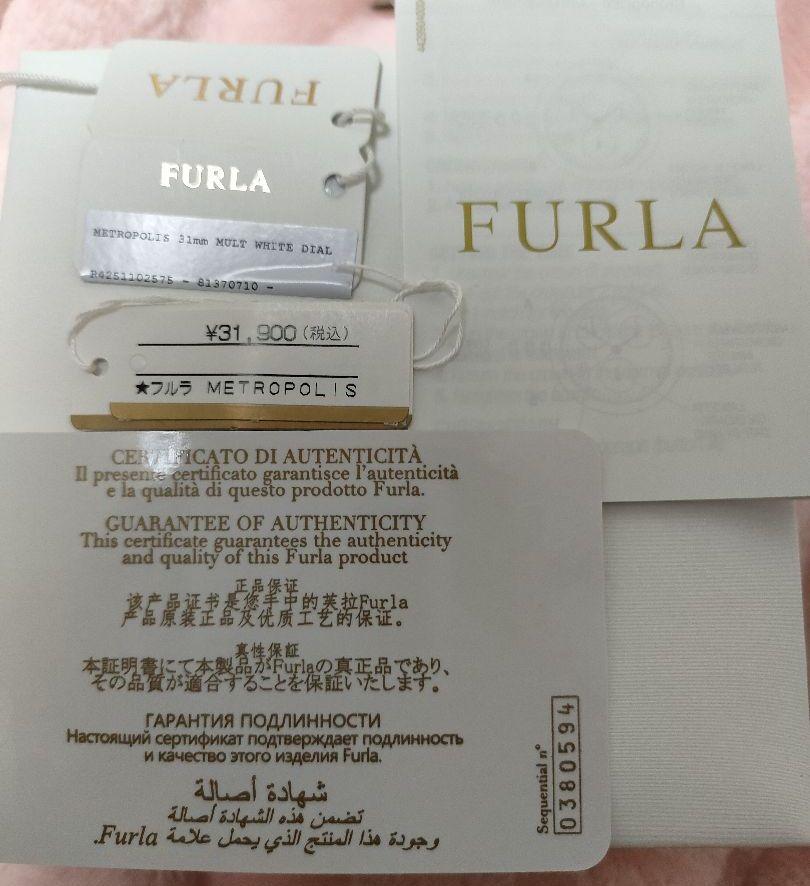 FURLA
FURLA
METROPOLIS 31mm MULT WHITE DIAL
R4251102575 - 81370710 -
¥31,900(税込)
★フルラ METROPOLIS
FURLA
CERTIFICATO DI AUTENTICITÀ
Il presente certificato garantisce l'autenticità
e la qualità di questo prodotto Furla.
GUARANTEE OF AUTHENTICITY
This certificate guarantees the authenticity
and quality of this Furla product
正品保证
该产品证书是您手中的芙拉Furla
产品原装正品及优质工艺的保证。
真性保証
本証明書にて本製品がFurlaの真正品であり、
その品質が適合することを保証いたします。
ГАРАНТИЯ ПОДЛИННОСТИ
Настоящий сертификат подтверждает подлинность
и качество этого изделия Furla.
شهادة أصالة
تضمن هذه الشهادة أصالة
وجودة هذا المنتج الذي يحمل علامة Furla.
Sequential n°
0380594